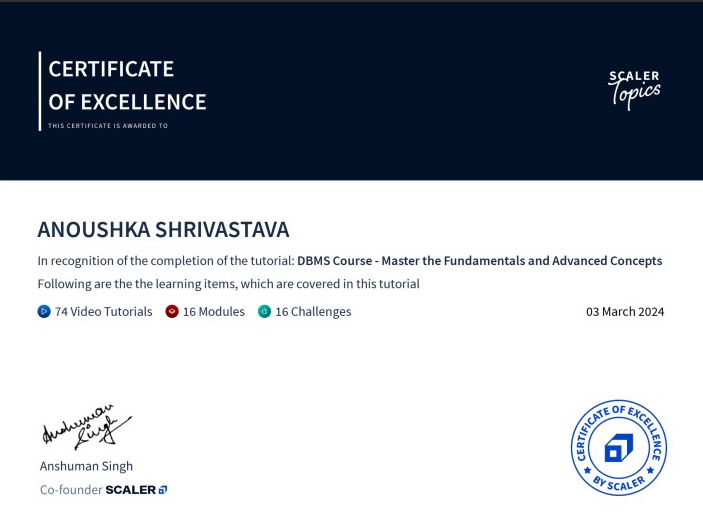 CERTIFICATE
OF EXCELLENCE
THIS CERTIFICATE IS AWARDED TO
SCALER
Topics
ANOUSHKA SHRIVASTAVA
In recognition of the completion of the tutorial: DBMS Course - Master the Fundamentals and Advanced Concepts
Following are the the learning items, which are covered in this tutorial
74 Video Tutorials 16 Modules 16 Challenges 03 March 2024
Anshuman
Singh
Anshuman Singh
Co-founder SCALER
CERTIFICATE OF EXCELLENCE
BY SCALER